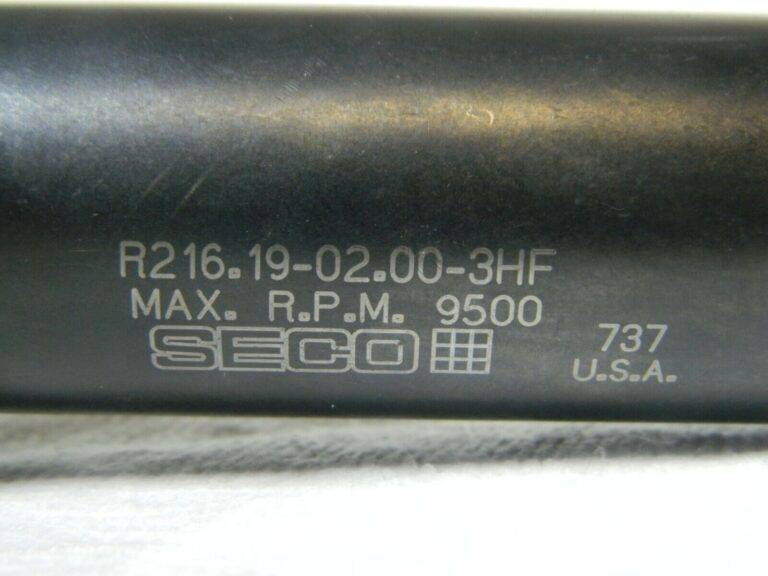 R216.19-02.00-3HF
MAX. R.P.M. 9500
SECO
737
U.S.A.